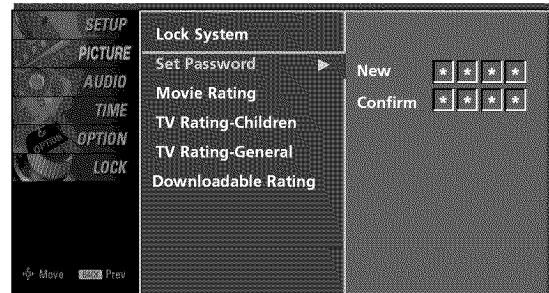 SETUP
PICTURE
AUDIO
TIME
OPTION
LOCK
Lock System
Set Password
Movie Rating
TV Rating-Children
TV Rating-General
Downloadable Rating
New * * * *
Confirm * * * *
Move BACK Prev